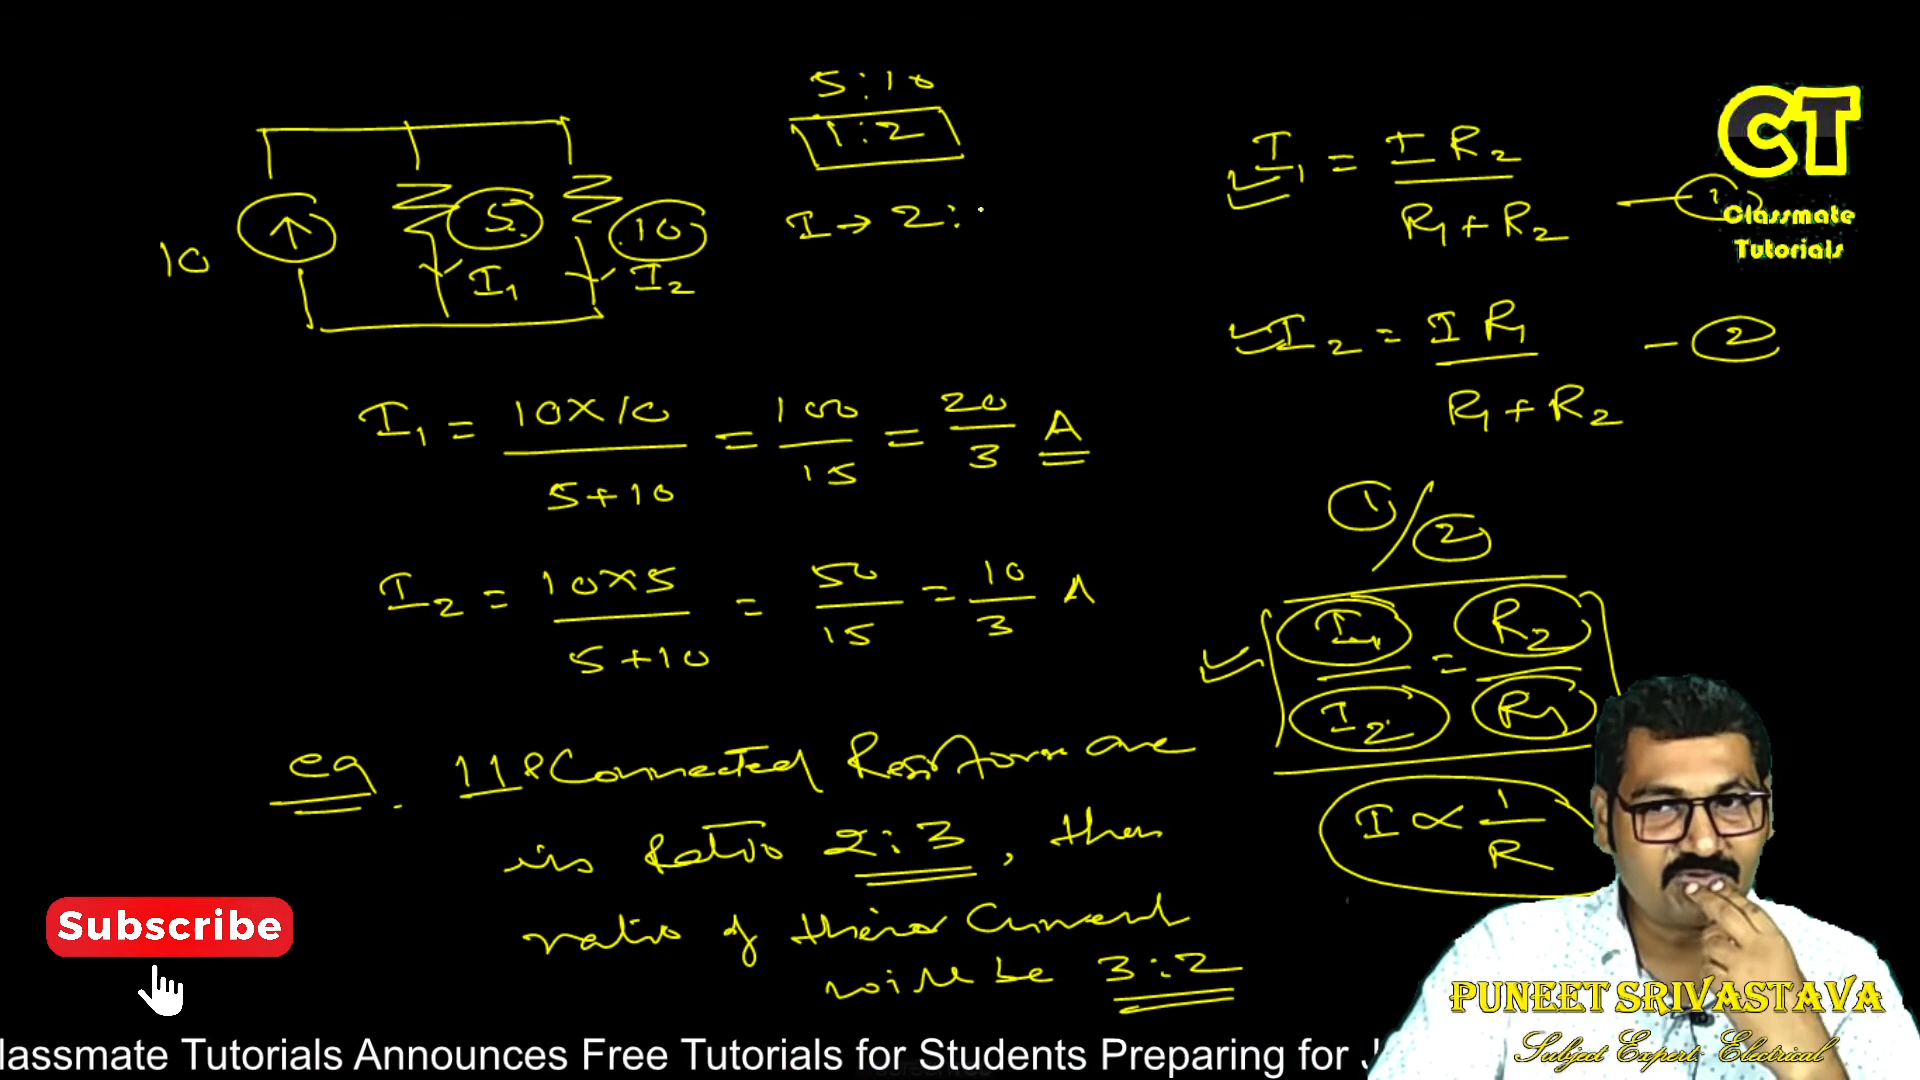 5:10
1:2
10
5
10
I1
I2
I → 2:
I1 = I R2 / R1 + R2 — 1
I2 = I R1 / R1 + R2 - 2
I1 = 10×10 / 5+10 = 100 / 15 = 20 / 3 A
I2 = 10×5 / 5+10 = 50 / 15 = 10 / 3 A
1 / 2
I1 / I2 = R2 / R1
I ∝ 1 / R
eg. 11el Connected Resistors are
in Ratio 2:3, then
ratio of their Current
will be 3:2
CT
Classmate
Tutorials
Subscribe
PUNEET SRIVASTAVA
Subject Expert: Electrical
lassmate Tutorials Announces Free Tutorials for Students Preparing for J